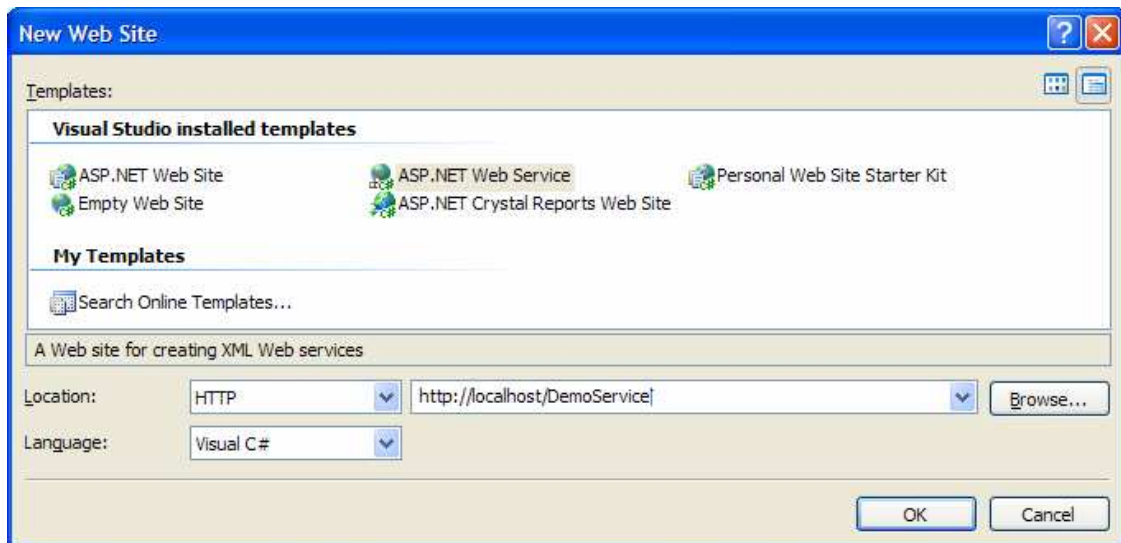 New Web Site
Templates:
Visual Studio installed templates
ASP.NET Web Site
ASP.NET Web Service
Personal Web Site Starter Kit
Empty Web Site
ASP.NET Crystal Reports Web Site
My Templates
Search Online Templates...
A Web site for creating XML Web services
Location:
HTTP
http://localhost/DemoService
Browse...
Language:
Visual C#
OK
Cancel